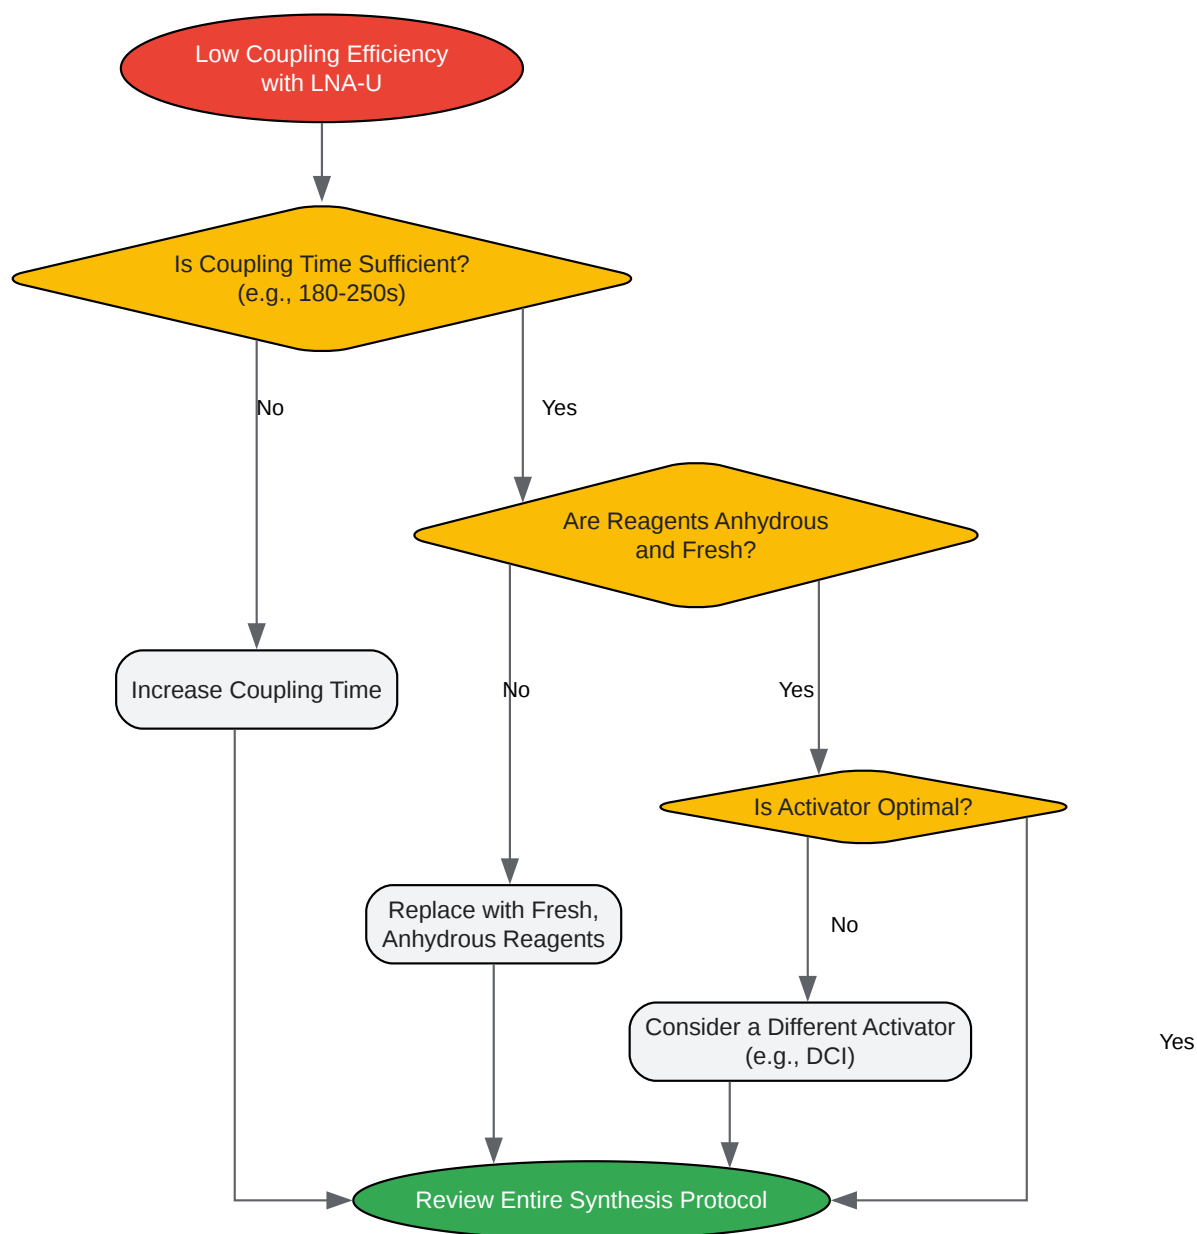 Low Coupling Efficiency
with LNA-U
Is Coupling Time Sufficient?
(e.g., 180-250s)
No
Yes
Are Reagents Anhydrous
and Fresh?
Increase Coupling Time
No
Yes
Is Activator Optimal?
Replace with Fresh,
Anhydrous Reagents
No
Consider a Different Activator
(e.g., DCI)
Yes
Review Entire Synthesis Protocol